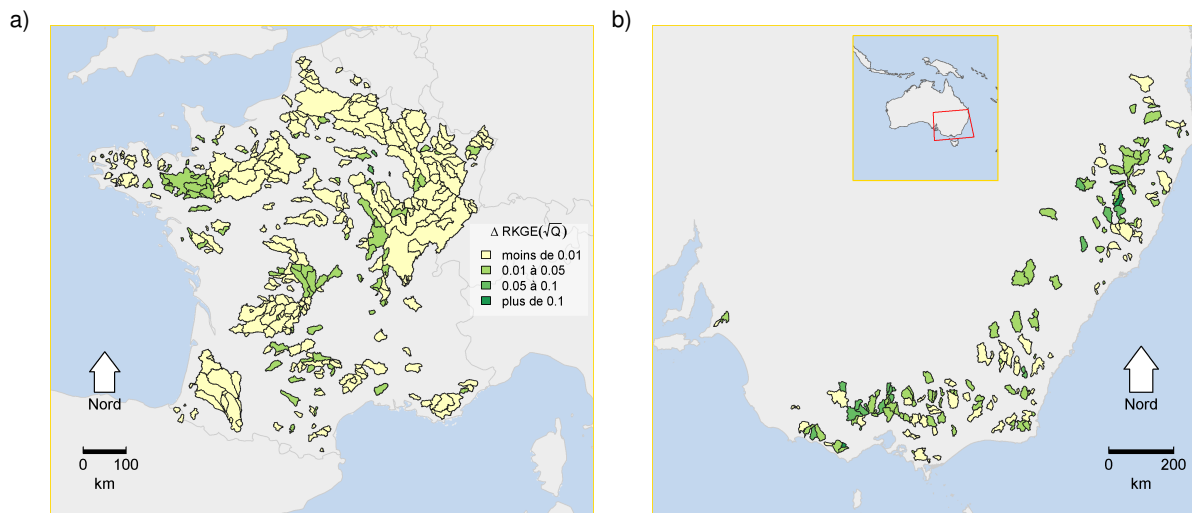 a)
Δ RKGE(√Q)
moins de 0.01
0.01 à 0.05
0.05 à 0.1
plus de 0.1
Nord
0 100
km
b)
Nord
0 200
km